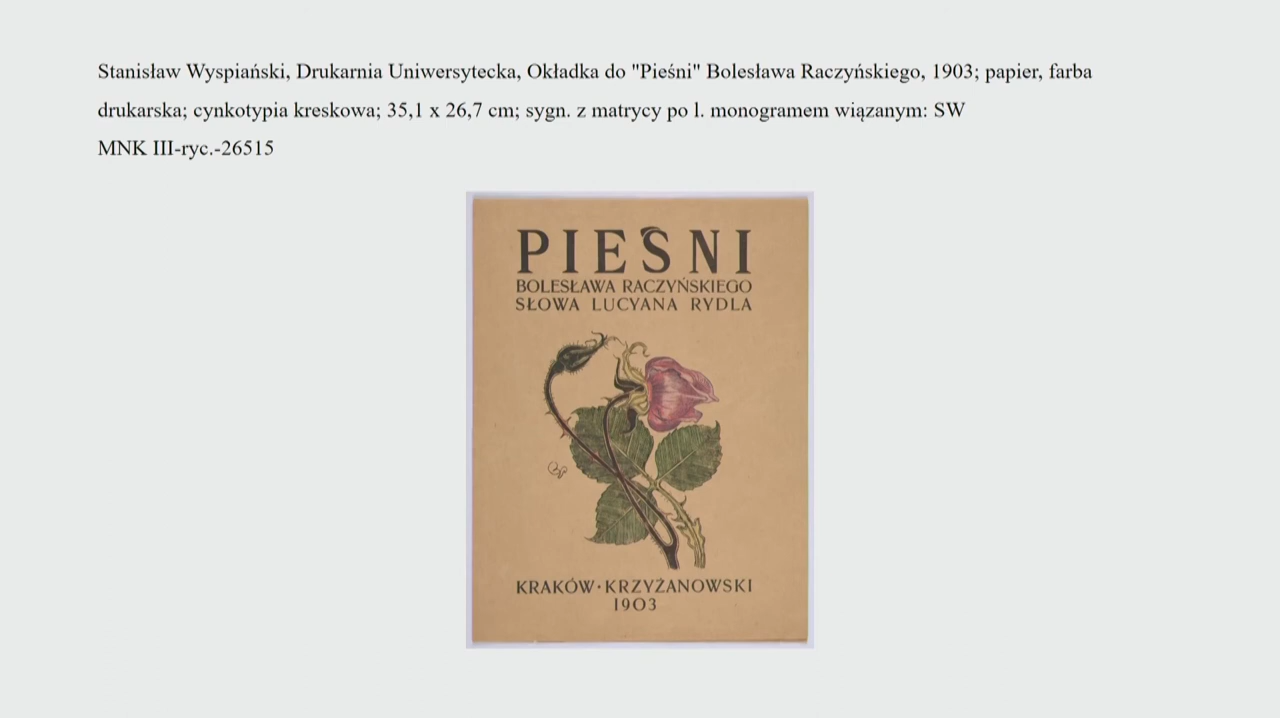 Stanisław Wyspiański, Drukarnia Uniwersytecka, Okładka do "Pieśni" Bolesława Raczyńskiego, 1903; papier, farba
drukarska; cynkotypia kreskowa; 35,1 x 26,7 cm; sygn. z matrycy po l. monogramem wiązanym: SW
MNK III-ryc.-26515
PIEŚNI
BOLESŁAWA RACZYŃSKIEGO
SŁOWA LUCYANA RYDLA
KRAKÓW·KRZYŻANOWSKI
1903